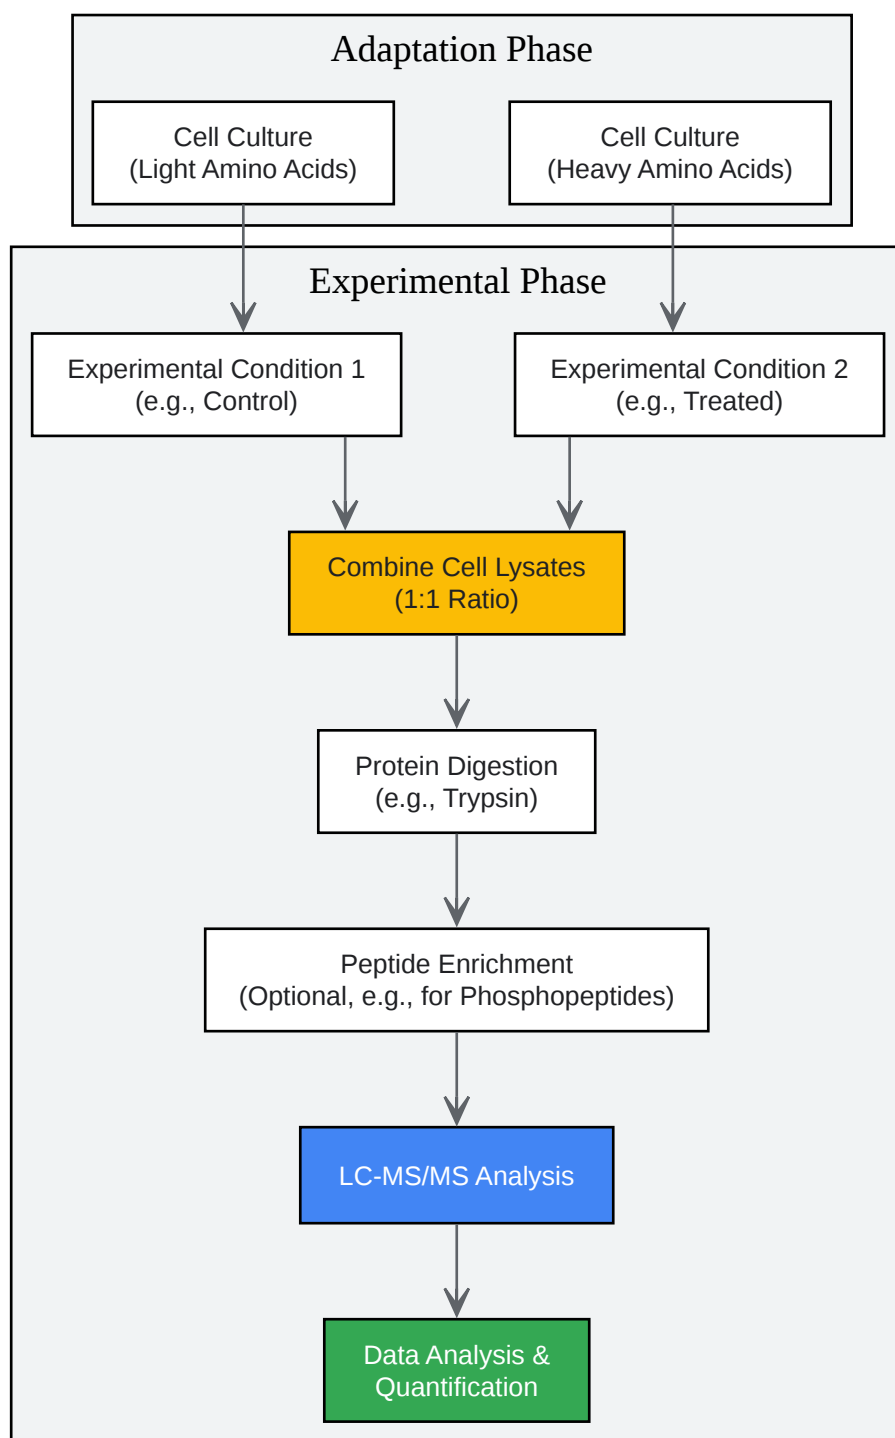 Adaptation Phase
Cell Culture
(Light Amino Acids)
Cell Culture
(Heavy Amino Acids)
Experimental Phase
Experimental Condition 1
(e.g., Control)
Experimental Condition 2
(e.g., Treated)
Combine Cell Lysates
(1:1 Ratio)
Protein Digestion
(e.g., Trypsin)
Peptide Enrichment
(Optional, e.g., for Phosphopeptides)
LC-MS/MS Analysis
Data Analysis &
Quantification